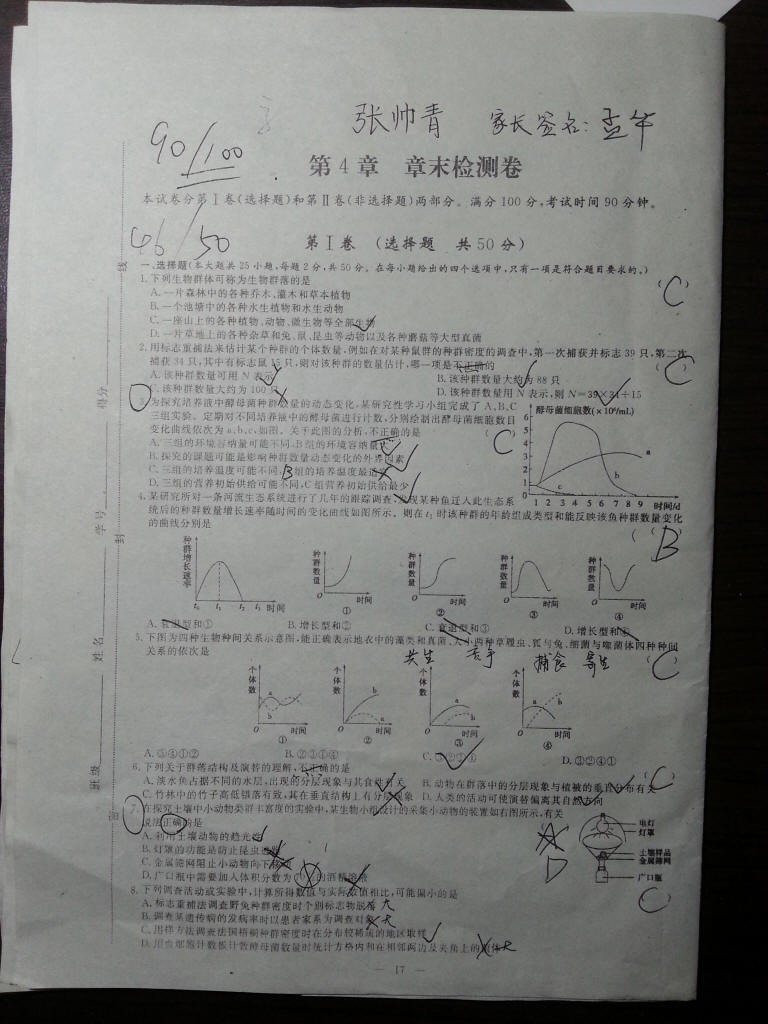 张帅青 家长签名:孟华
90/100
第4章 章末检测卷
本试卷分第Ⅰ卷(选择题)和第Ⅱ卷(非选择题)两部分。满分100分,考试时间90分钟。
46/50
第Ⅰ卷 (选择题 共50分)
一、选择题(本大题共25小题,每题2分,共50分。在每小题给出的四个选项中,只有一项是符合题目要求的。)
1.下列生物群体可称为生物群落的是 (C)
A.一片森林中的各种乔木、灌木和草本植物
B.一个池塘中的各种水生植物和水生动物
C.一座山上的各种植物、动物、微生物等全部生物
D.一片草地上的各种杂草和兔、鼠、昆虫等动物以及各种蘑菇等大型真菌
2.用标志重捕法来估计某个种群的个体数量,例如在对某种鼠群的种群密度的调查中,第一次捕获并标志39只,第二次
捕获34只,其中有标志鼠15只,则对该种群的数量估计,哪一项是不正确的 (C)
A.该种群数量可用N表示 B.该种群数量大约为88只
C.该种群数量大约为100只 D.该种群数量用N表示,则N=39×34÷15
3.为探究培养液中酵母菌种群数量的动态变化,某研究性学习小组完成了A、B、C
三组实验。定期对不同培养液中的酵母菌进行计数,分别绘制出酵母菌细胞数目
变化曲线依次为a、b、c,如图。关于此图的分析,不正确的是 (C)
A.三组的环境容纳量可能不同,B组的环境容纳量
B.探究的课题可能是影响种群数量动态变化的外界因素
C.三组的培养温度可能不同,B组的培养温度最适宜
D.三组的营养初始供给可能不同,C组营养初始供给最少
酵母菌细胞数(×10⁶/mL)
6
5
4
3
2
1
a
b
c
1 2 3 4 5 6 7 8 9 时间/d
4.某研究所对一条河流生态系统进行了几年的跟踪调查,发现某种鱼迁入此生态系
统后的种群数量增长速率随时间的变化曲线如图所示。则在t₁时该种群的年龄组成类型和能反映该鱼种群数量变化
的曲线分别是 (B)
种群增长速率 t₀ t₁ t₂ t₃ 时间
种群数量 时间 ①
种群数量 时间 ②
种群数量 时间 ③
种群数量 时间 ④
A.衰退型和① B.增长型和② C.衰退型和③ D.增长型和④
5.下图为四种生物种间关系示意图,能正确表示地衣中的藻类和真菌、大小两种草履虫、狐与兔、细菌与噬菌体四种种间
关系的依次是 共生 竞争 捕食 寄生 (C)
个体数 a b 时间 ①
个体数 a b 时间 ②
个体数 a b 时间 ③
个体数 a b 时间 ④
A.③④①② B.②③①④ C.③②①④ D.③②④①
6.下列关于群落结构及演替的理解,不正确的是 (C)
A.淡水鱼占据不同的水层,出现的分层现象与其食性有关 B.动物在群落中的分层现象与植被的垂直分布有关
C.竹林中的竹子高低错落有致,其在垂直结构上有分层现象 D.人类的活动可使演替偏离其自然方向
7.在探究土壤中小动物类群丰富度的实验中,某生物小组设计的采集小动物的装置如右图所示,有关
说法正确的是 A D
A.利用土壤动物的趋光性
B.灯罩的功能是防止昆虫逃逸
C.金属筛网阻止小动物向下移动
D.广口瓶中需要加入体积分数为70%的酒精溶液
电灯
灯罩
土壤样品
金属筛网
广口瓶
8.下列调查活动或实验中,计算所得数值与实际数值相比,可能偏小的是 C
A.标志重捕法调查野兔种群密度时个别标志物脱落 大
B.调查某遗传病的发病率时以患者家系为调查对象 大
C.用样方法调查法国梧桐种群密度时在分布较稀疏的地区取样
D.用血细胞计数板计数酵母菌数量时统计方格内和在相邻两边及夹角上的菌体 大
— 17 —
得分
学号
姓名
班级
线
封
密